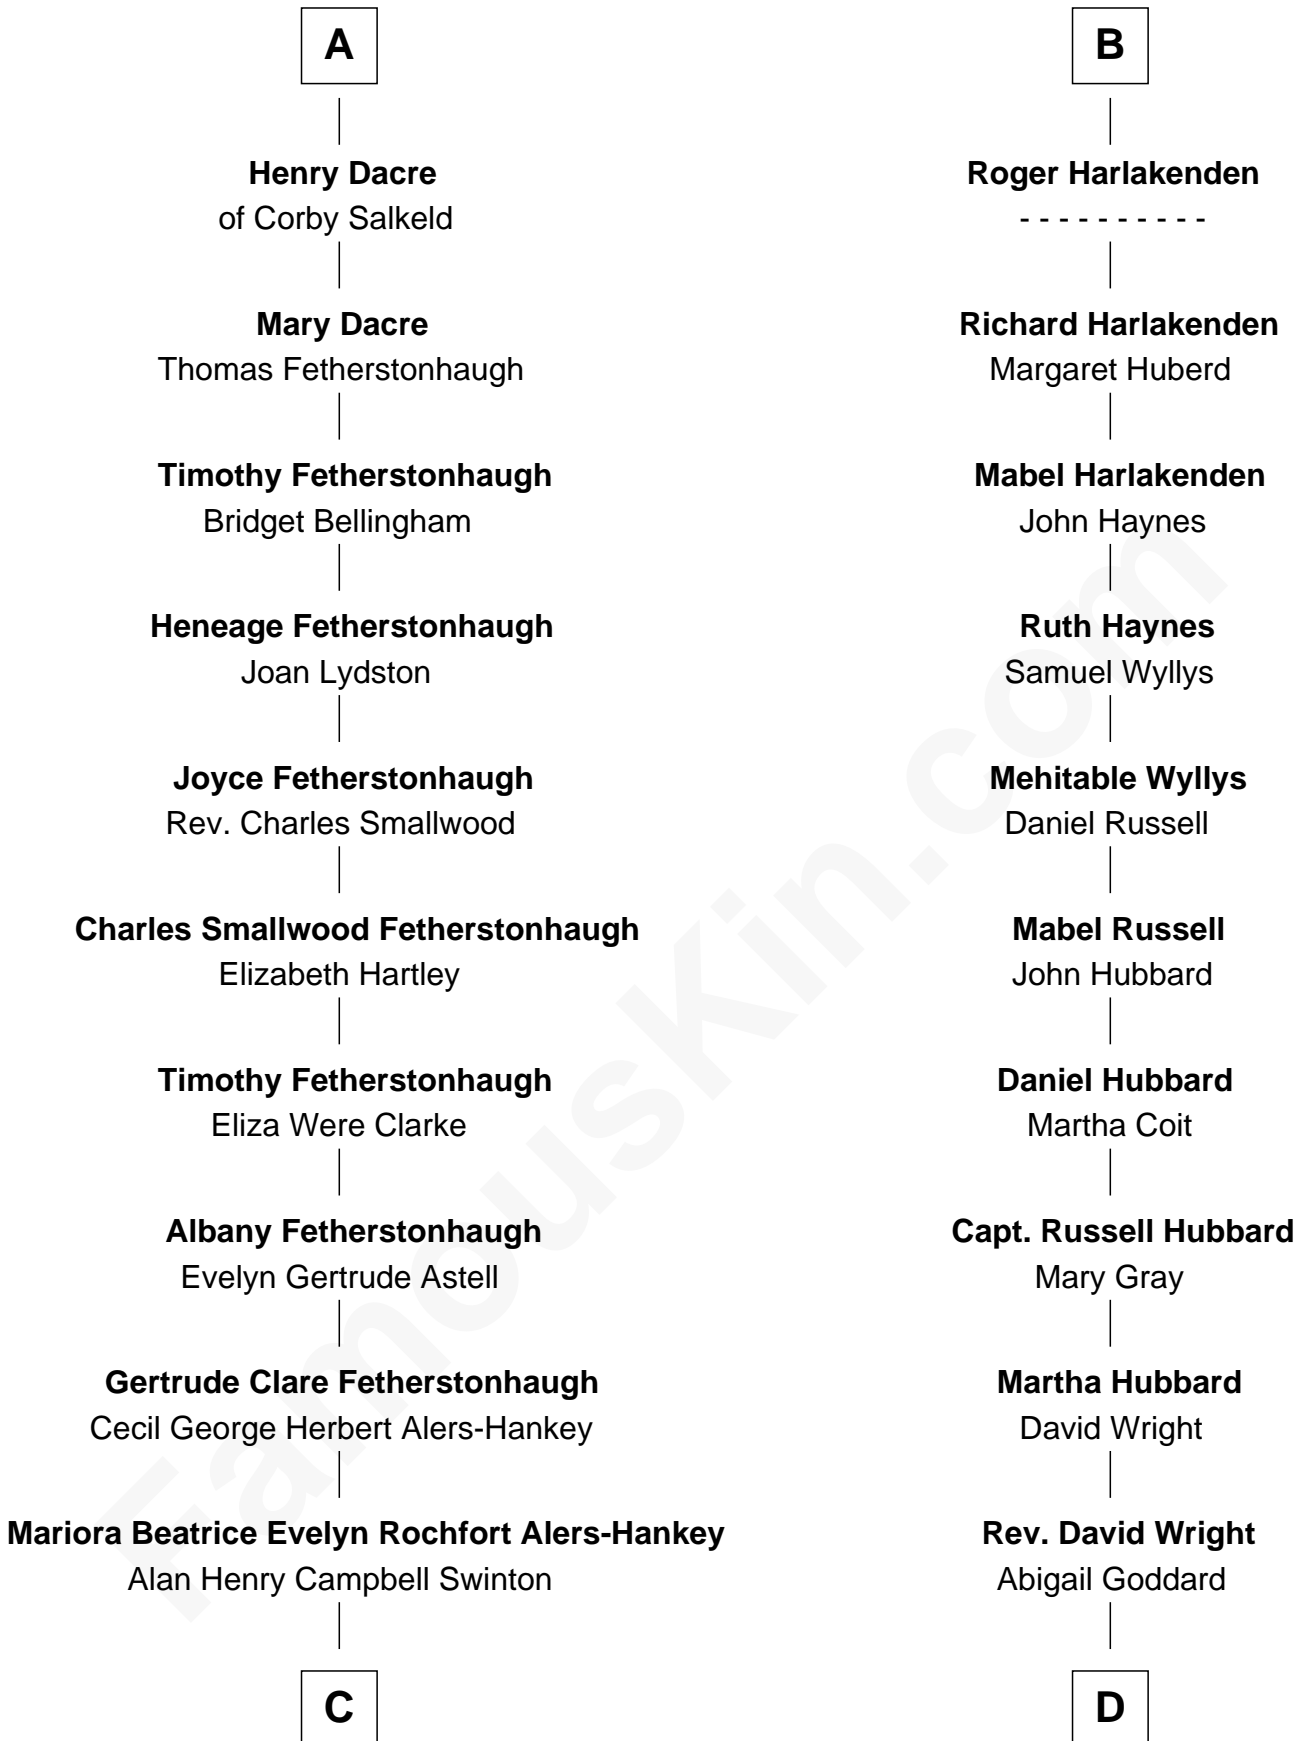 A
Henry Dacre
of Corby Salkeld
Mary Dacre
Thomas Fetherstonhaugh
Timothy Fetherstonhaugh
Bridget Bellingham
Heneage Fetherstonhaugh
Joan Lydston
Joyce Fetherstonhaugh
Rev. Charles Smallwood
Charles Smallwood Fetherstonhaugh
Elizabeth Hartley
Timothy Fetherstonhaugh
Eliza Were Clarke
Albany Fetherstonhaugh
Evelyn Gertrude Astell
Gertrude Clare Fetherstonhaugh
Cecil George Herbert Alers-Hankey
Mariora Beatrice Evelyn Rochfort Alers-Hankey
Alan Henry Campbell Swinton
C
B
Roger Harlakenden
- - - - - - - - - -
Richard Harlakenden
Margaret Huberd
Mabel Harlakenden
John Haynes
Ruth Haynes
Samuel Wyllys
Mehitable Wyllys
Daniel Russell
Mabel Russell
John Hubbard
Daniel Hubbard
Martha Coit
Capt. Russell Hubbard
Mary Gray
Martha Hubbard
David Wright
Rev. David Wright
Abigail Goddard
D
FamousKin.com